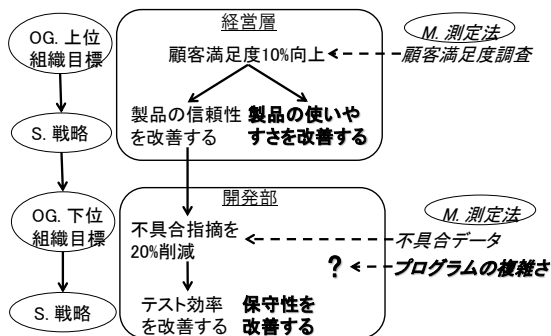 経営層
M. 測定法
OG. 上位
組織目標
顧客満足度10%向上
顧客満足度調査
製品の信頼性
を改善する
製品の使いや
すさを改善する
S. 戦略
開発部
M. 測定法
OG. 下位
組織目標
不具合指摘を
20%削減
不具合データ
?
プログラムの複雑さ
S. 戦略
テスト効率
を改善する
保守性を
改善する